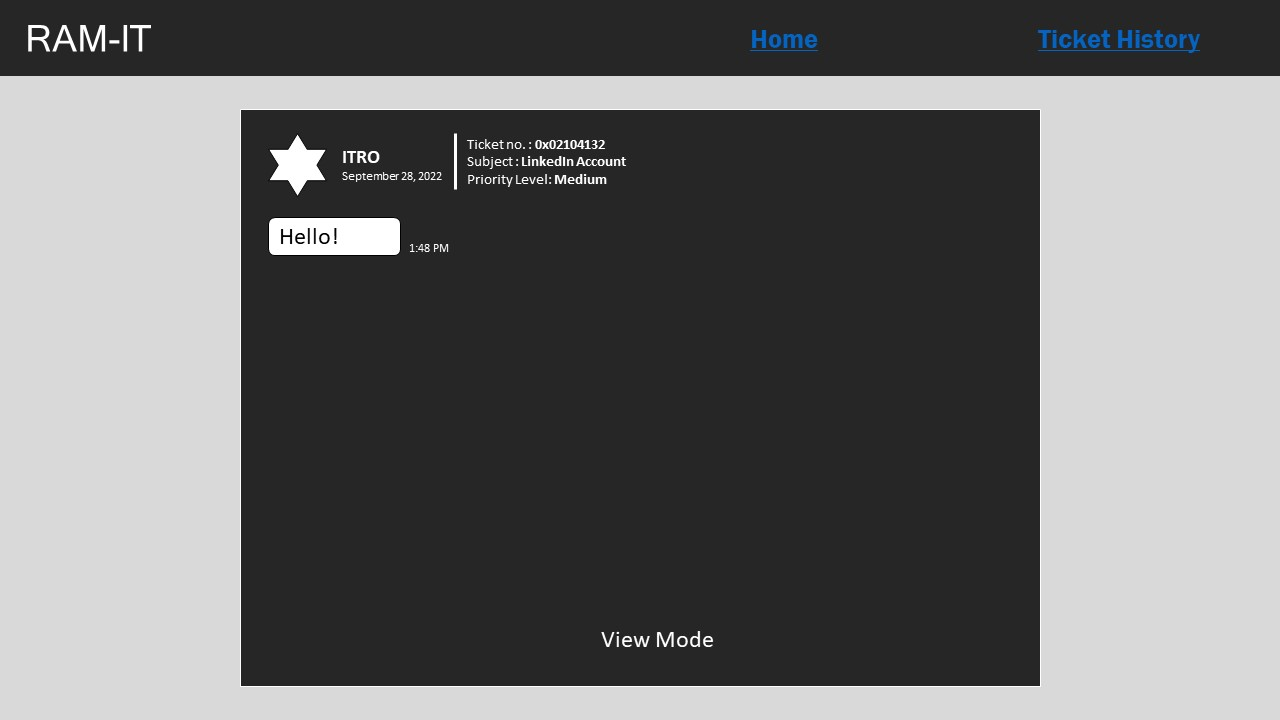 RAM-IT
Home
Ticket History
ITRO
September 28, 2022
Ticket no. : 0x02104132
Subject : LinkedIn Account
Priority Level: Medium
Hello!
1:48 PM
View Mode